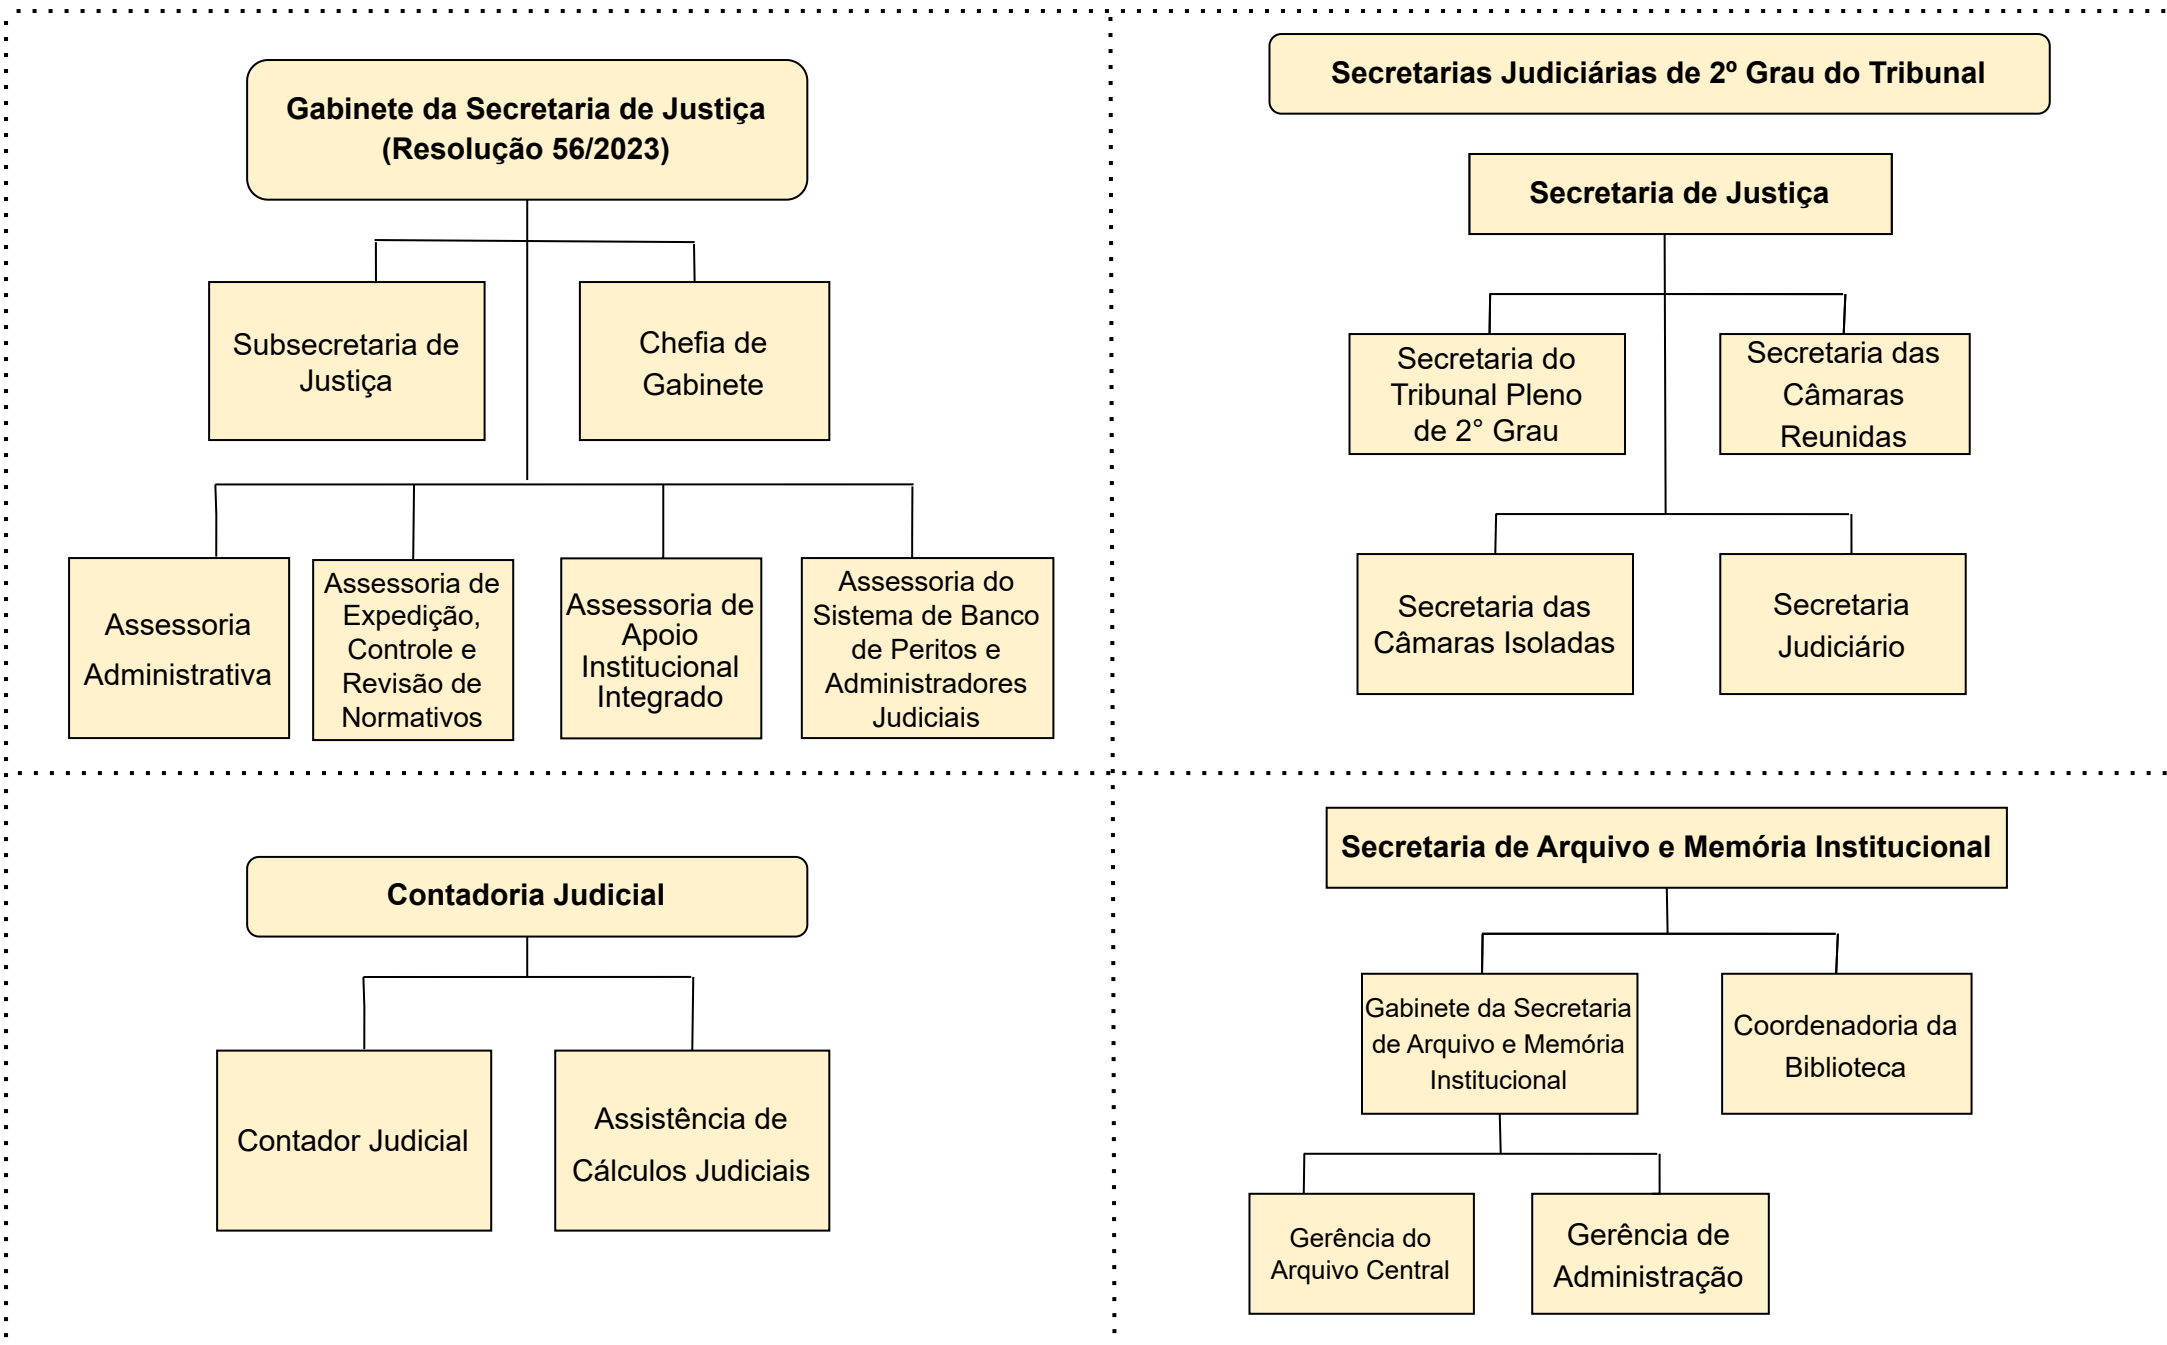 Gabinete da Secretaria de Justiça
(Resolução 56/2023)
Subsecretaria de
Justiça
Chefia de
Gabinete
Assessoria
Administrativa
Assessoria de
Expedição,
Controle e
Revisão de
Normativos
Assessoria de
Apoio
Institucional
Integrado
Assessoria do
Sistema de Banco
de Peritos e
Administradores
Judiciais
Secretarias Judiciárias de 2º Grau do Tribunal
Secretaria de Justiça
Secretaria do
Tribunal Pleno
de 2° Grau
Secretaria das
Câmaras
Reunidas
Secretaria das
Câmaras Isoladas
Secretaria
Judiciário
Contadoria Judicial
Contador Judicial
Assistência de
Cálculos Judiciais
Secretaria de Arquivo e Memória Institucional
Gabinete da Secretaria
de Arquivo e Memória
Institucional
Coordenadoria da
Biblioteca
Gerência do
Arquivo Central
Gerência de
Administração